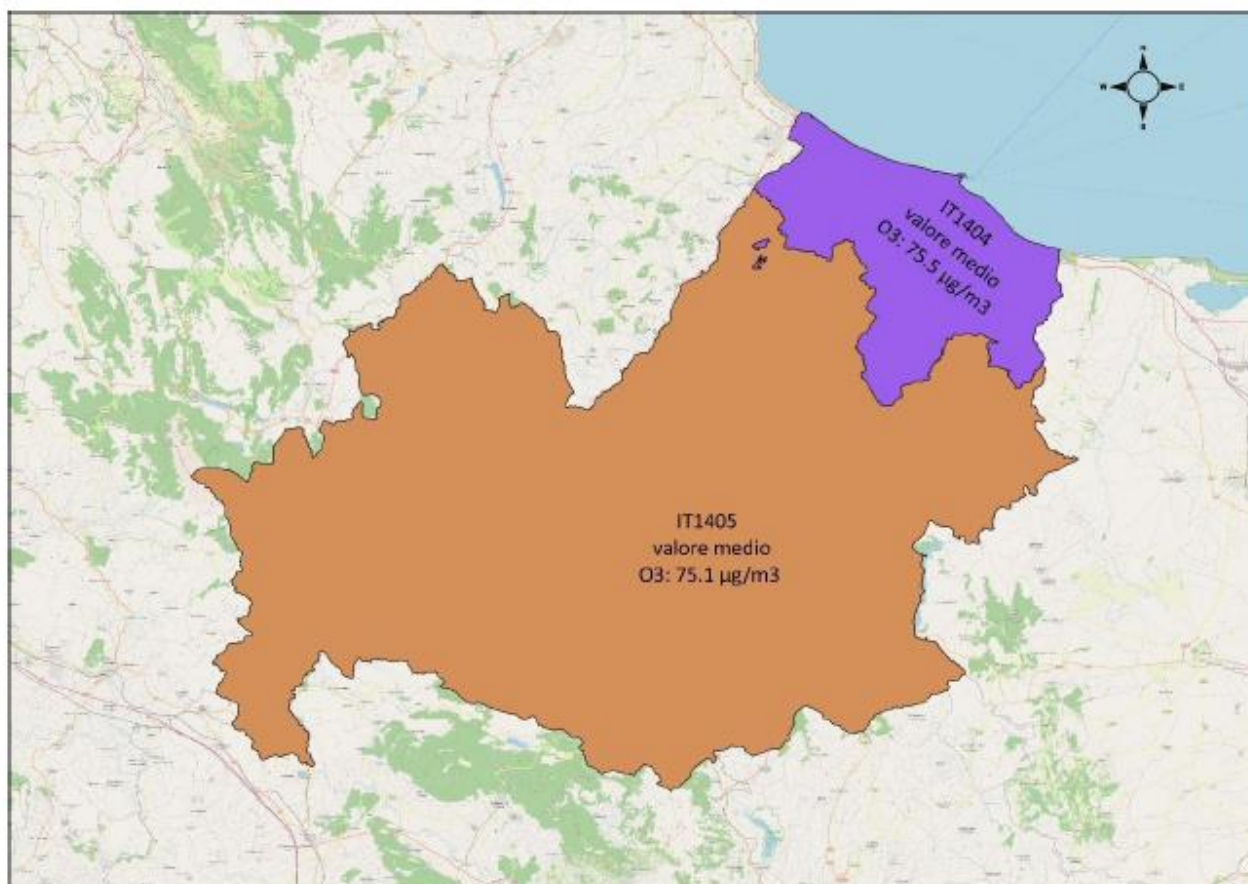 N
W E
S
IT1404
valore medio
O3: 75.5 µg/m3
IT1405
valore medio
O3: 75.1 µg/m3